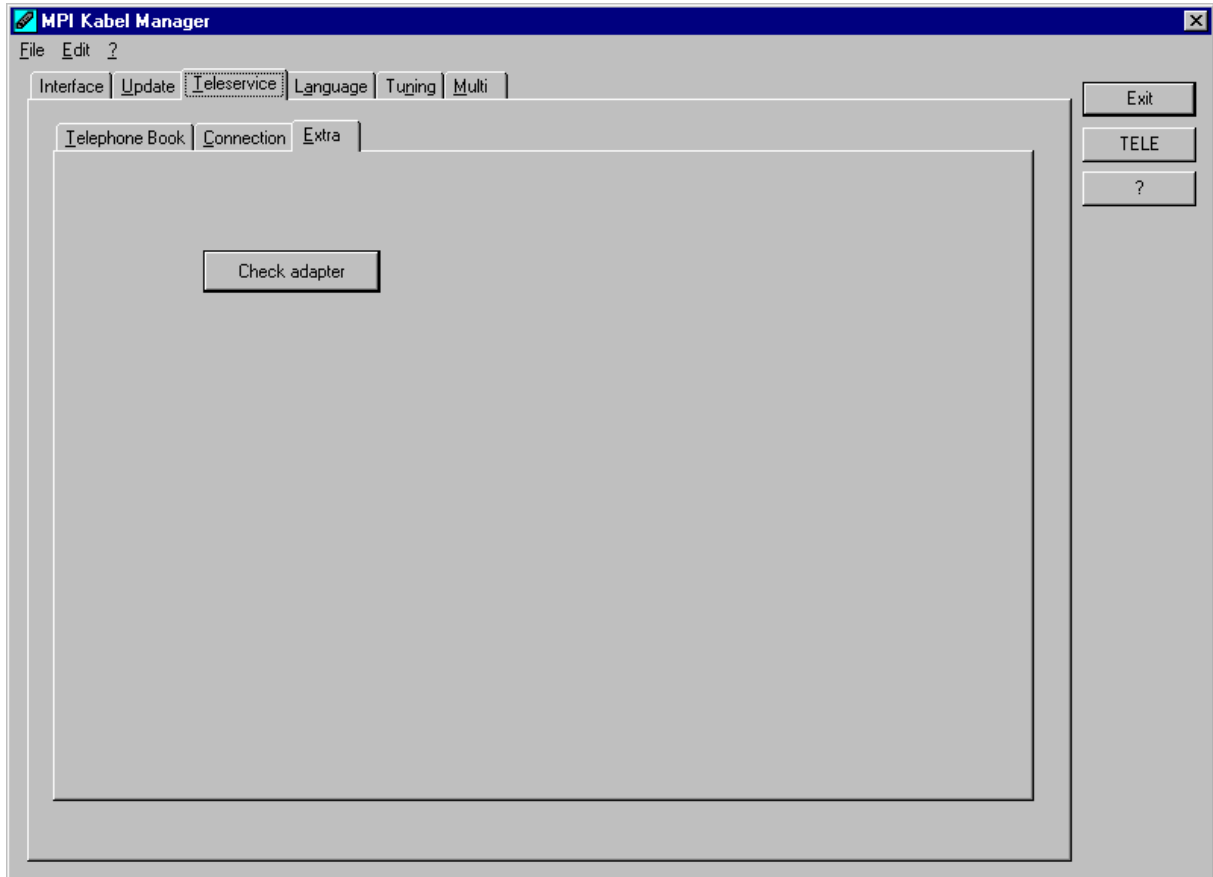 MPI Kabel Manager
File Edit ?
Interface Update Teleservice Language Tuning Multi
Exit
Telephone Book Connection Extra
TELE
?
Check adapter